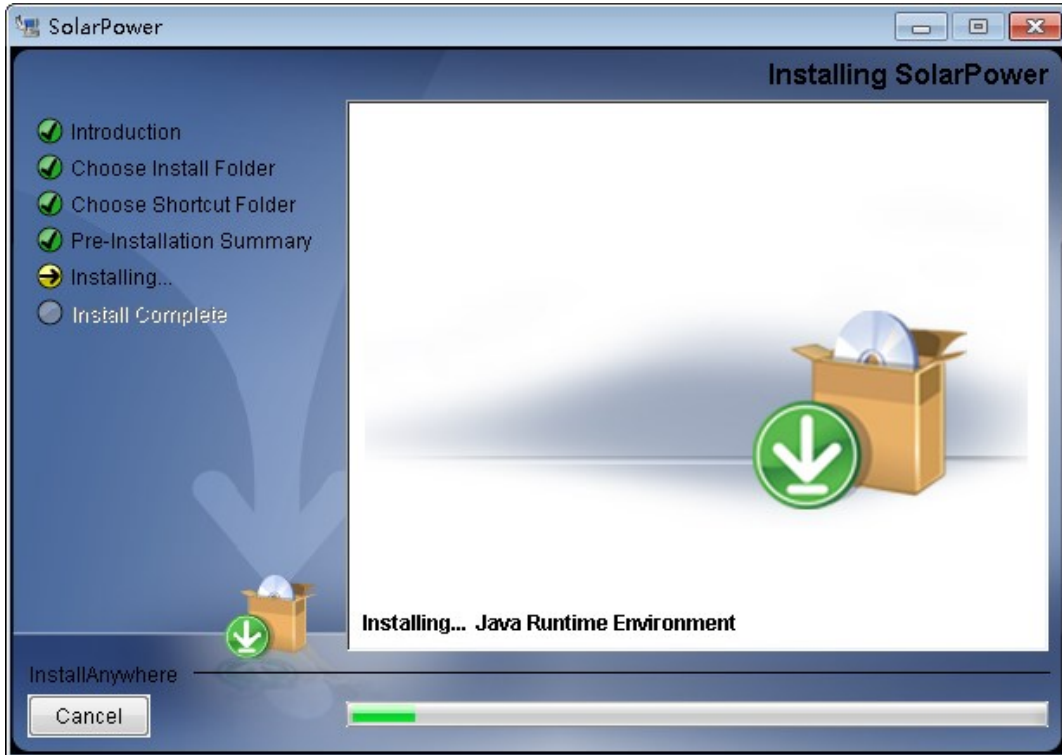 SolarPower
Installing SolarPower
Introduction
Choose Install Folder
Choose Shortcut Folder
Pre-Installation Summary
Installing...
Install Complete
Installing... Java Runtime Environment
InstallAnywhere
Cancel